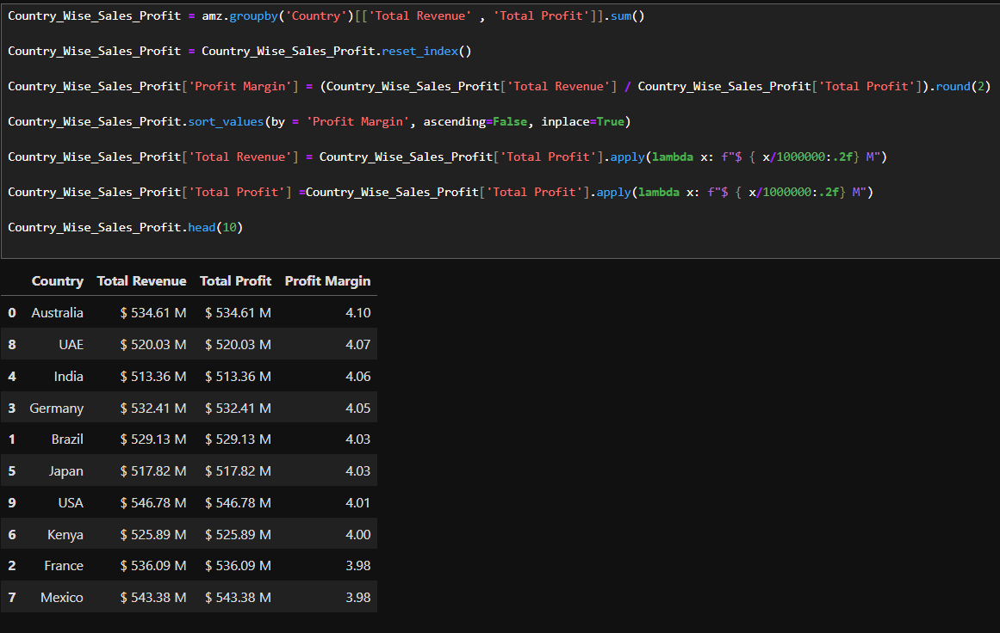 Country_Wise_Sales_Profit = amz.groupby('Country')[['Total Revenue' , 'Total Profit']].sum()
Country_Wise_Sales_Profit = Country_Wise_Sales_Profit.reset_index()
Country_Wise_Sales_Profit['Profit Margin'] = (Country_Wise_Sales_Profit['Total Revenue'] / Country_Wise_Sales_Profit['Total Profit']).round(2)
Country_Wise_Sales_Profit.sort_values(by = 'Profit Margin', ascending=False, inplace=True)
Country_Wise_Sales_Profit['Total Revenue'] = Country_Wise_Sales_Profit['Total Profit'].apply(lambda x: f"$ { x/1000000:.2f} M")
Country_Wise_Sales_Profit['Total Profit'] =Country_Wise_Sales_Profit['Total Profit'].apply(lambda x: f"$ { x/1000000:.2f} M")
Country_Wise_Sales_Profit.head(10)
Country Total Revenue Total Profit Profit Margin
0 Australia $ 534.61 M $ 534.61 M 4.10
8 UAE $ 520.03 M $ 520.03 M 4.07
4 India $ 513.36 M $ 513.36 M 4.06
3 Germany $ 532.41 M $ 532.41 M 4.05
1 Brazil $ 529.13 M $ 529.13 M 4.03
5 Japan $ 517.82 M $ 517.82 M 4.03
9 USA $ 546.78 M $ 546.78 M 4.01
6 Kenya $ 525.89 M $ 525.89 M 4.00
2 France $ 536.09 M $ 536.09 M 3.98
7 Mexico $ 543.38 M $ 543.38 M 3.98